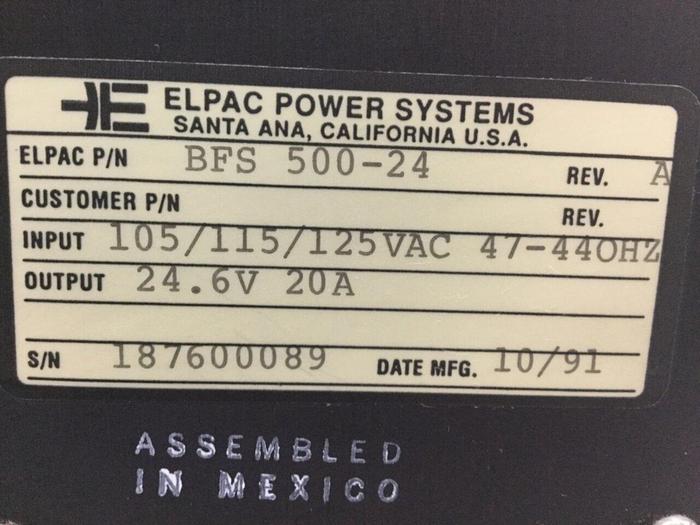 ELPAC POWER SYSTEMS
SANTA ANA, CALIFORNIA U.S.A.
ELPAC P/N BFS 500-24 REV. A
CUSTOMER P/N REV.
INPUT 105/115/125VAC 47-440HZ
OUTPUT 24.6V 20A
S/N 187600089 DATE MFG. 10/91
ASSEMBLED
IN MEXICO